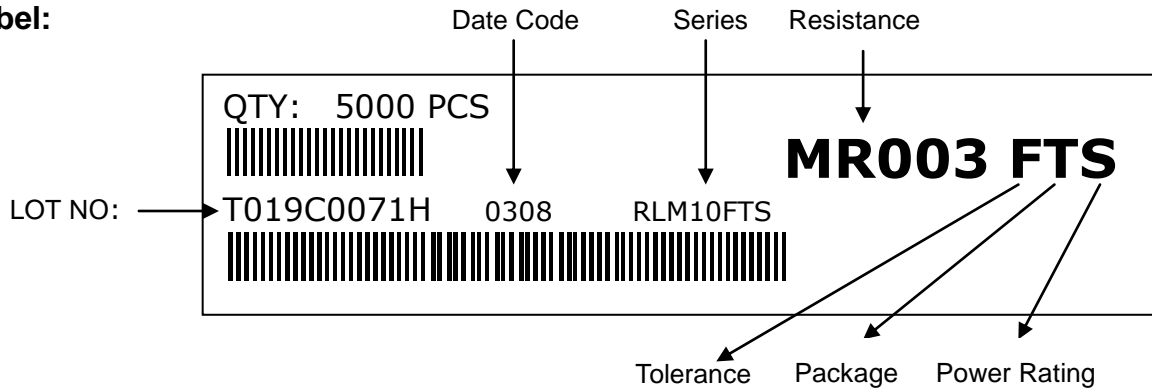 bel:
Date Code Series Resistance
QTY: 5000 PCS
MR003 FTS
LOT NO: T019C0071H 0308 RLM10FTS
Tolerance Package Power Rating